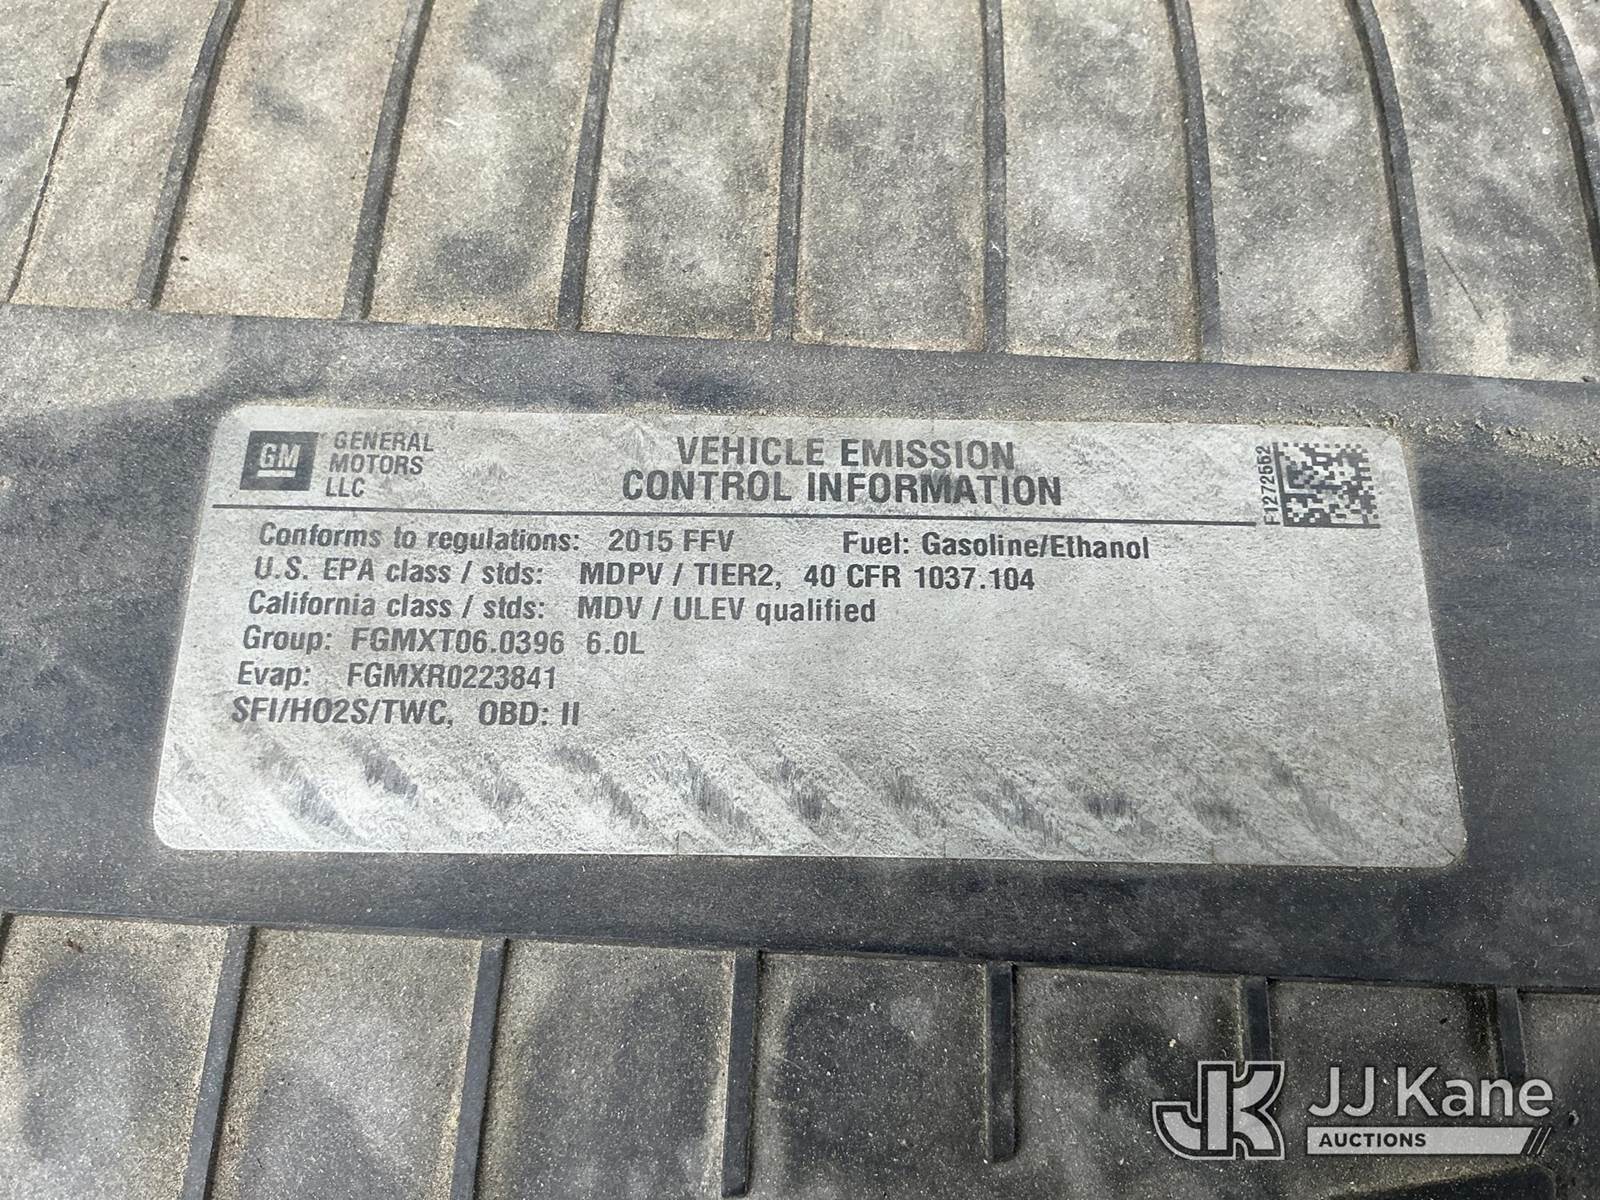 GM GENERAL
MOTORS
LLC
VEHICLE EMISSION
CONTROL INFORMATION
F1272552
Conforms to regulations: 2015 FFV Fuel: Gasoline/Ethanol
U.S. EPA class / stds: MDPV / TIER2, 40 CFR 1037.104
California class / stds: MDV / ULEV qualified
Group: FGMXT06.0396 6.0L
Evap: FGMXR0223841
SFI/HO2S/TWC, OBD: II
JK JJ Kane
AUCTIONS